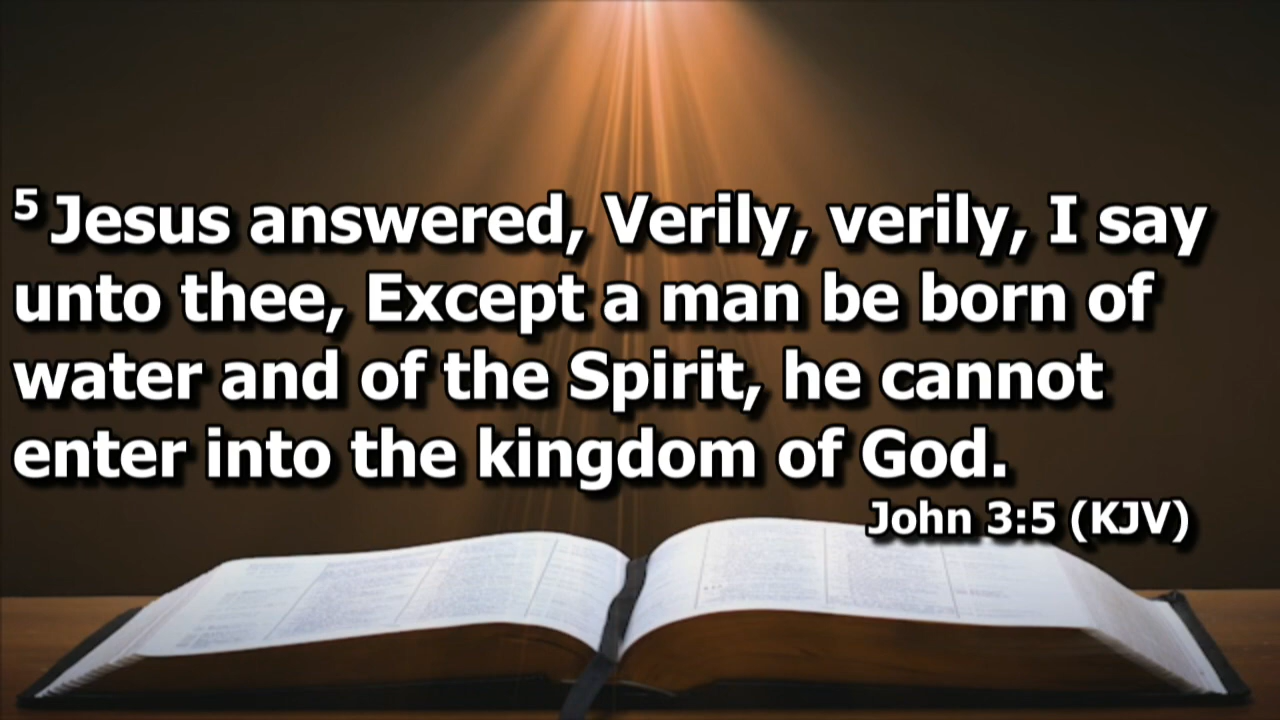 5 Jesus answered, Verily, verily, I say
unto thee, Except a man be born of
water and of the Spirit, he cannot
enter into the kingdom of God.
John 3:5 (KJV)